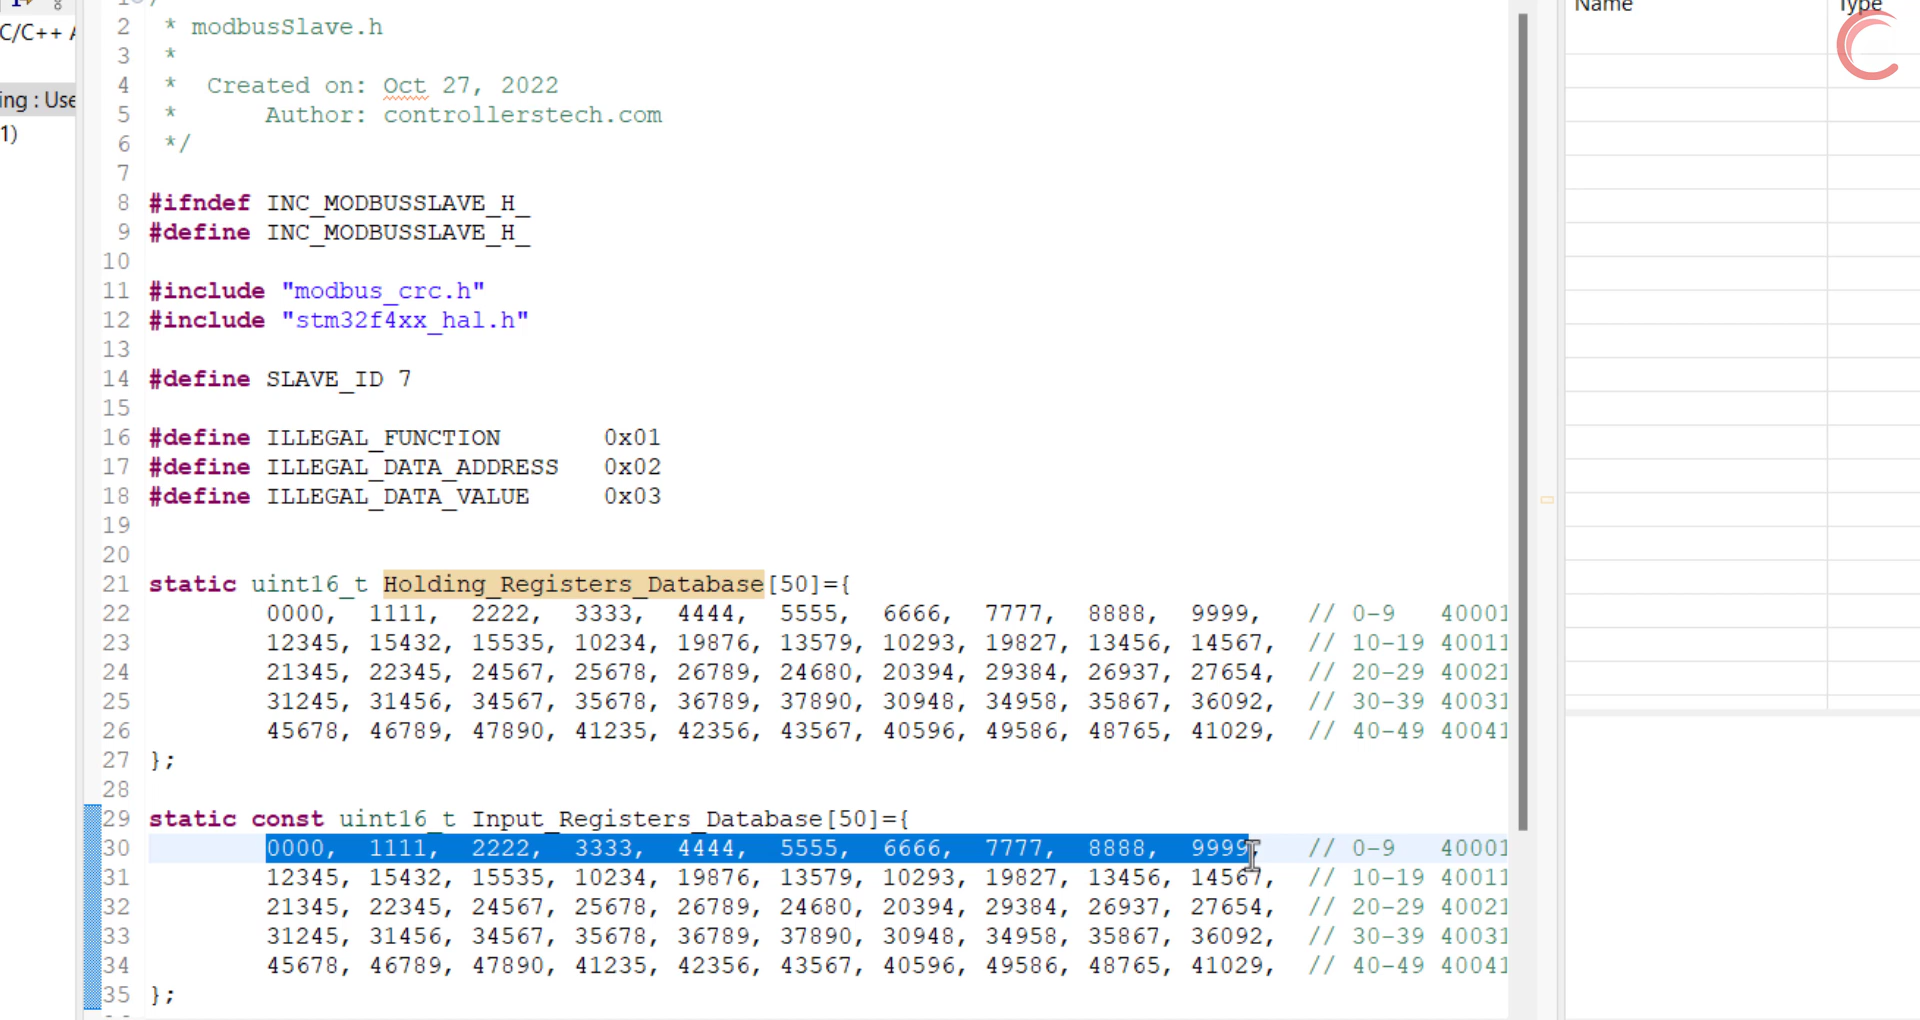 Name Type
C/C++ A
ing : Use
1)
1
2 * modbusSlave.h
3 *
4 * Created on: Oct 27, 2022
5 * Author: controllerstech.com
6 */
7
8 #ifndef INC_MODBUSSLAVE_H_
9 #define INC_MODBUSSLAVE_H_
10
11 #include "modbus_crc.h"
12 #include "stm32f4xx_hal.h"
13
14 #define SLAVE_ID 7
15
16 #define ILLEGAL_FUNCTION 0x01
17 #define ILLEGAL_DATA_ADDRESS 0x02
18 #define ILLEGAL_DATA_VALUE 0x03
19
20
21 static uint16_t Holding_Registers_Database[50]={
22 0000, 1111, 2222, 3333, 4444, 5555, 6666, 7777, 8888, 9999, // 0-9 40001
23 12345, 15432, 15535, 10234, 19876, 13579, 10293, 19827, 13456, 14567, // 10-19 40011
24 21345, 22345, 24567, 25678, 26789, 24680, 20394, 29384, 26937, 27654, // 20-29 40021
25 31245, 31456, 34567, 35678, 36789, 37890, 30948, 34958, 35867, 36092, // 30-39 40031
26 45678, 46789, 47890, 41235, 42356, 43567, 40596, 49586, 48765, 41029, // 40-49 40041
27 };
28
29 static const uint16_t Input_Registers_Database[50]={
30 0000, 1111, 2222, 3333, 4444, 5555, 6666, 7777, 8888, 9999, // 0-9 40001
31 12345, 15432, 15535, 10234, 19876, 13579, 10293, 19827, 13456, 14567, // 10-19 40011
32 21345, 22345, 24567, 25678, 26789, 24680, 20394, 29384, 26937, 27654, // 20-29 40021
33 31245, 31456, 34567, 35678, 36789, 37890, 30948, 34958, 35867, 36092, // 30-39 40031
34 45678, 46789, 47890, 41235, 42356, 43567, 40596, 49586, 48765, 41029, // 40-49 40041
35 };